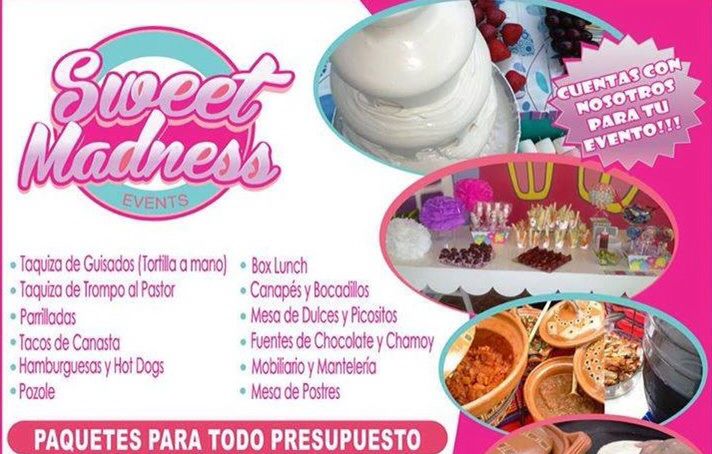 Sweet
Madness
EVENTS
CUENTAS CON
NOSOTROS
PARA TU
EVENTO!!!
• Taquiza de Guisados (Tortilla a mano)
• Taquiza de Trompo al Pastor
• Parrilladas
• Tacos de Canasta
• Hamburguesas y Hot Dogs
• Pozole
• Box Lunch
• Canapés y Bocadillos
• Mesa de Dulces y Picositos
• Fuentes de Chocolate y Chamoy
• Mobiliario y Mantelería
• Mesa de Postres
PAQUETES PARA TODO PRESUPUESTO